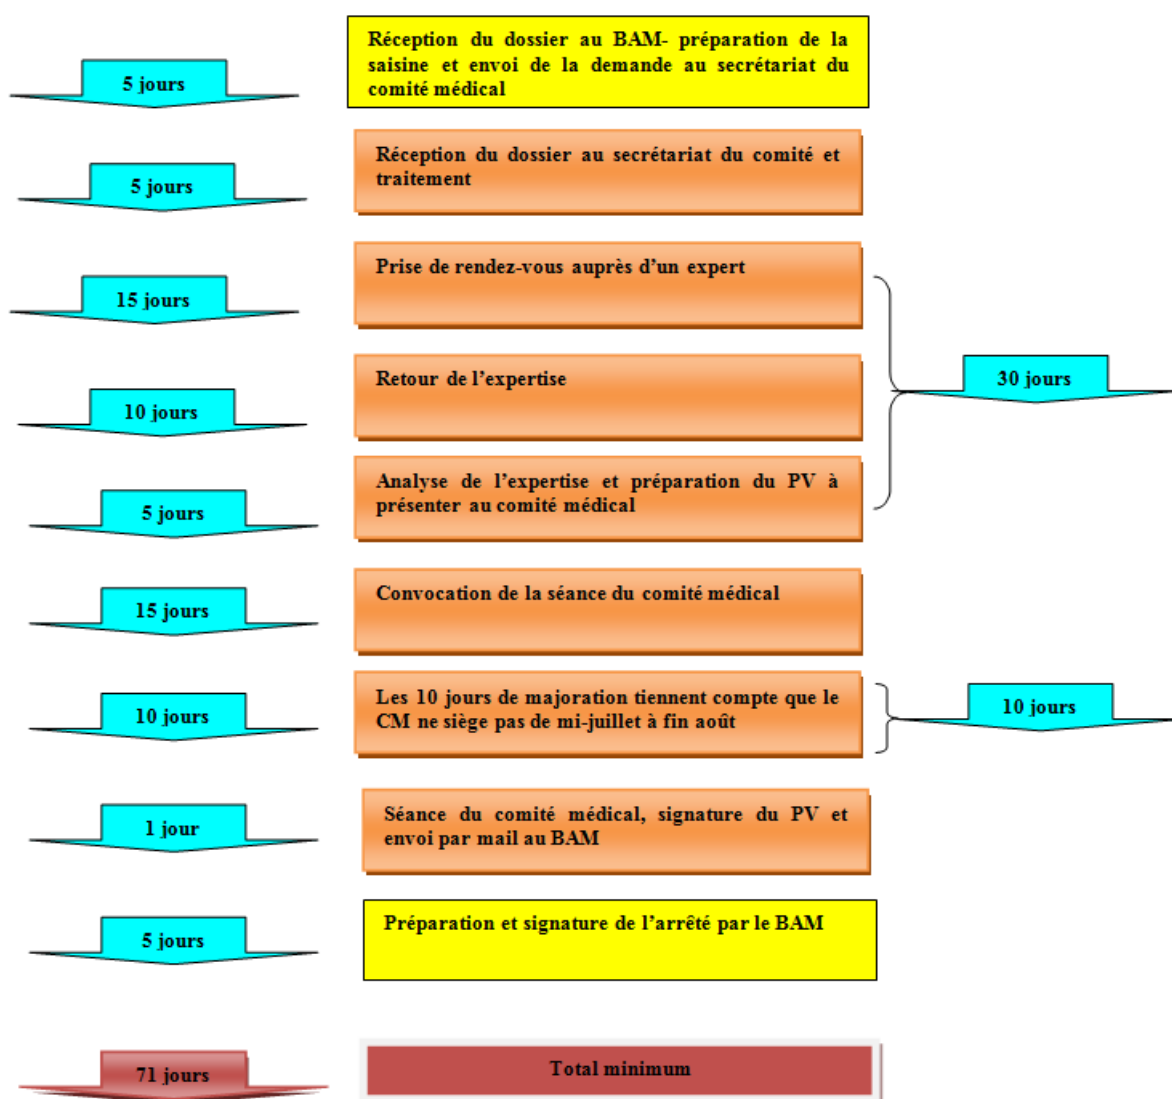 Réception du dossier au BAM- préparation de la
saisine et envoi de la demande au secrétariat du
comité médical
5 jours
Réception du dossier au secrétariat du comité et
traitement
5 jours
Prise de rendez-vous auprès d’un expert
15 jours
Retour de l’expertise
30 jours
10 jours
Analyse de l’expertise et préparation du PV à
présenter au comité médical
5 jours
Convocation de la séance du comité médical
15 jours
Les 10 jours de majoration tiennent compte que le
CM ne siège pas de mi-juillet à fin août
10 jours
10 jours
Séance du comité médical, signature du PV et
envoi par mail au BAM
1 jour
Préparation et signature de l’arrêté par le BAM
5 jours
71 jours
Total minimum